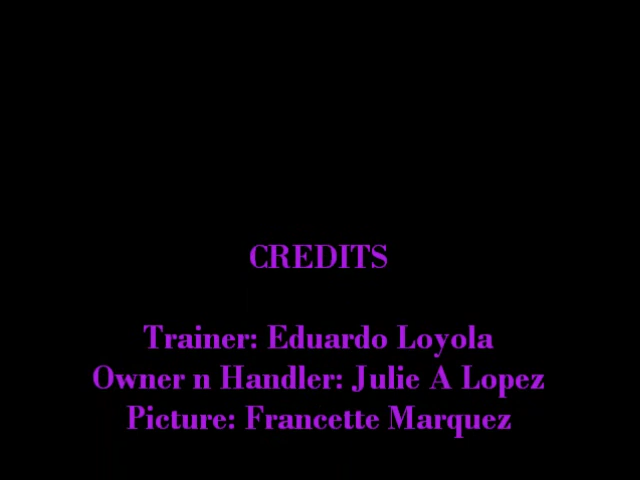 CREDITS
Trainer: Eduardo Loyola
Owner n Handler: Julie A Lopez
Picture: Francette Marquez